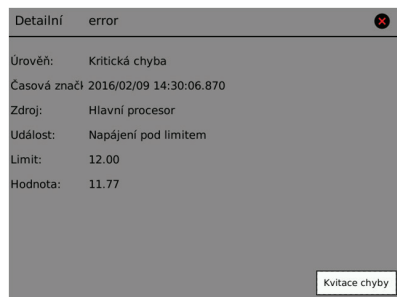 Detailní error
Úrověň: Kritická chyba
Časová značk 2016/02/09 14:30:06.870
Zdroj: Hlavní procesor
Událost: Napájení pod limitem
Limit: 12.00
Hodnota: 11.77
Kvitace chyby